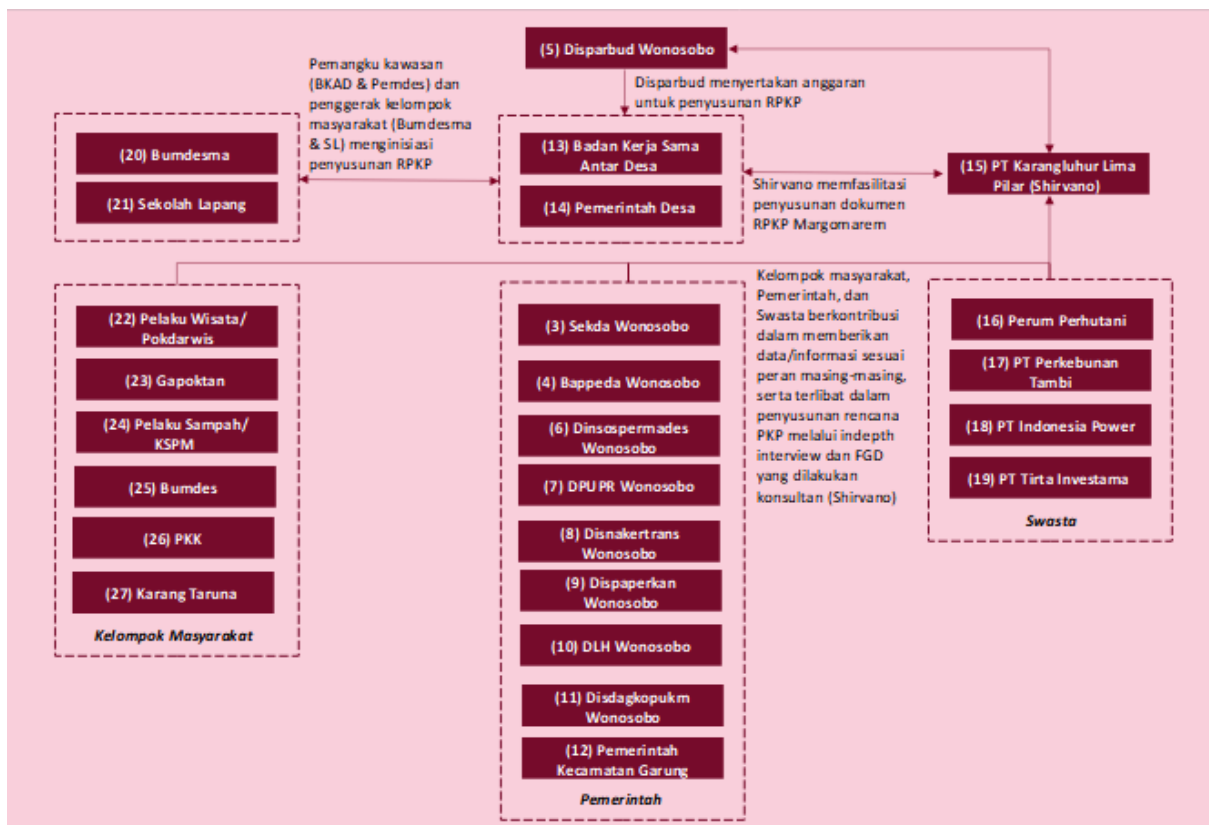 (5) Disparbud Wonosobo
Pemangku kawasan
(BKAD & Pemdes) dan
penggerak kelompok
masyarakat (Bumdesma
& SL) menginisiasi
penyusunan RPKP
Disparbud menyertakan anggaran
untuk penyusunan RPKP
(20) Bumdesma
(21) Sekolah Lapang
(13) Badan Kerja Sama
Antar Desa
(14) Pemerintah Desa
(15) PT Karangluhur Lima
Pilar (Shirvano)
Shirvano memfasilitasi
penyusunan dokumen
RPKP Margomarem
(22) Pelaku Wisata/
Pokdarwis
(23) Gapoktan
(24) Pelaku Sampah/
KSPM
(25) Bumdes
(26) PKK
(27) Karang Taruna
Kelompok Masyarakat
(3) Sekda Wonosobo
(4) Bappeda Wonosobo
(6) Dinsospermades
Wonosobo
(7) DPUPR Wonosobo
(8) Disnakertrans
Wonosobo
(9) Dispaperkan
Wonosobo
(10) DLH Wonosobo
(11) Disdagkopukm
Wonosobo
(12) Pemerintah
Kecamatan Garung
Pemerintah
Kelompok masyarakat,
Pemerintah, dan
Swasta berkontribusi
dalam memberikan
data/informasi sesuai
peran masing-masing,
serta terlibat dalam
penyusunan rencana
PKP melalui indepth
interview dan FGD
yang dilakukan
konsultan (Shirvano)
(16) Perum Perhutani
(17) PT Perkebunan
Tambi
(18) PT Indonesia Power
(19) PT Tirta Investama
Swasta